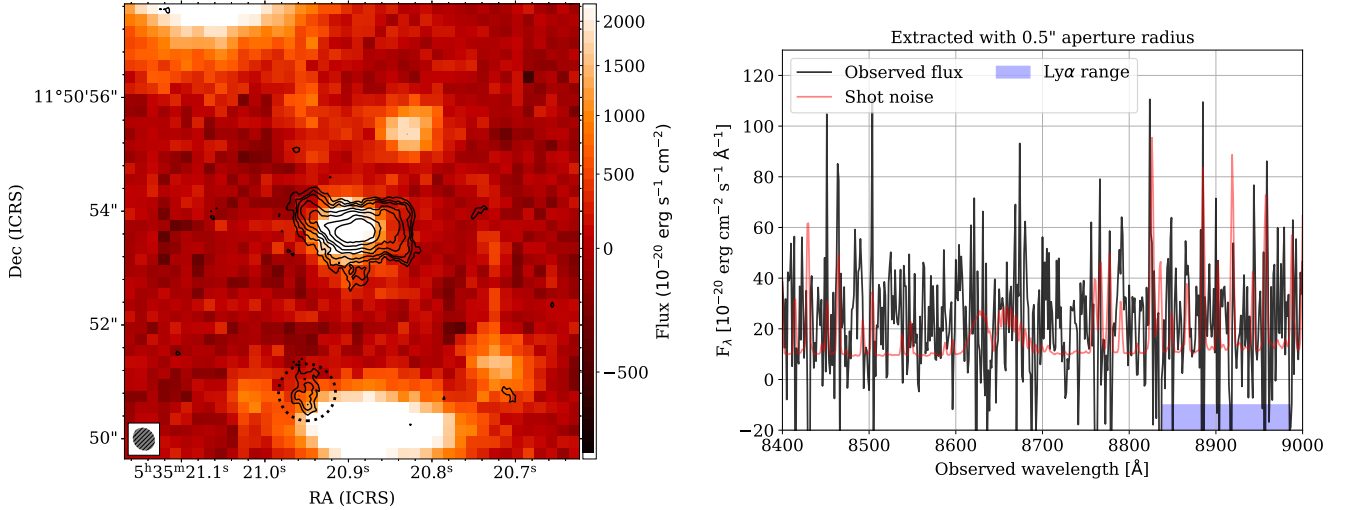 11°50'56"
54"
52"
50"
Dec (ICRS)
5ʰ35ᵐ21.1ˢ
21.0ˢ
20.9ˢ
20.8ˢ
20.7ˢ
RA (ICRS)
2000
1500
1000
500
0
−500
Flux (10⁻²⁰ erg s⁻¹ cm⁻²)
Extracted with 0.5" aperture radius
Observed flux
Shot noise
Lyα range
120
100
80
60
40
20
0
−20
F_λ [10⁻²⁰ erg cm⁻² s⁻¹ Å⁻¹]
8400
8500
8600
8700
8800
8900
9000
Observed wavelength [Å]